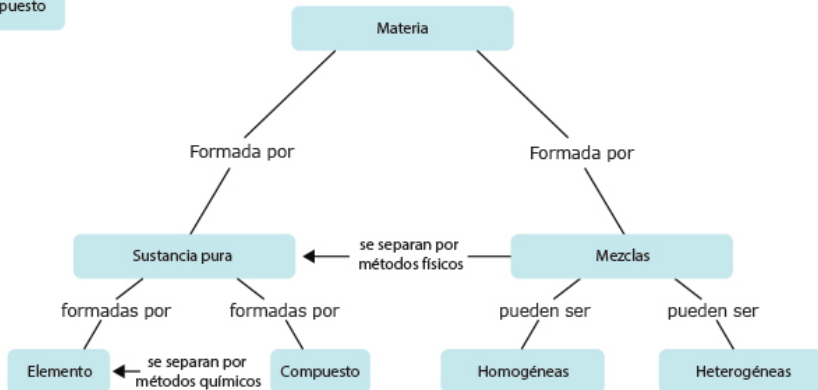 puesto
Materia
Formada por
Formada por
Sustancia pura
se separan por
métodos físicos
Mezclas
formadas por
formadas por
pueden ser
pueden ser
Elemento
se separan por
métodos químicos
Compuesto
Homogéneas
Heterogéneas